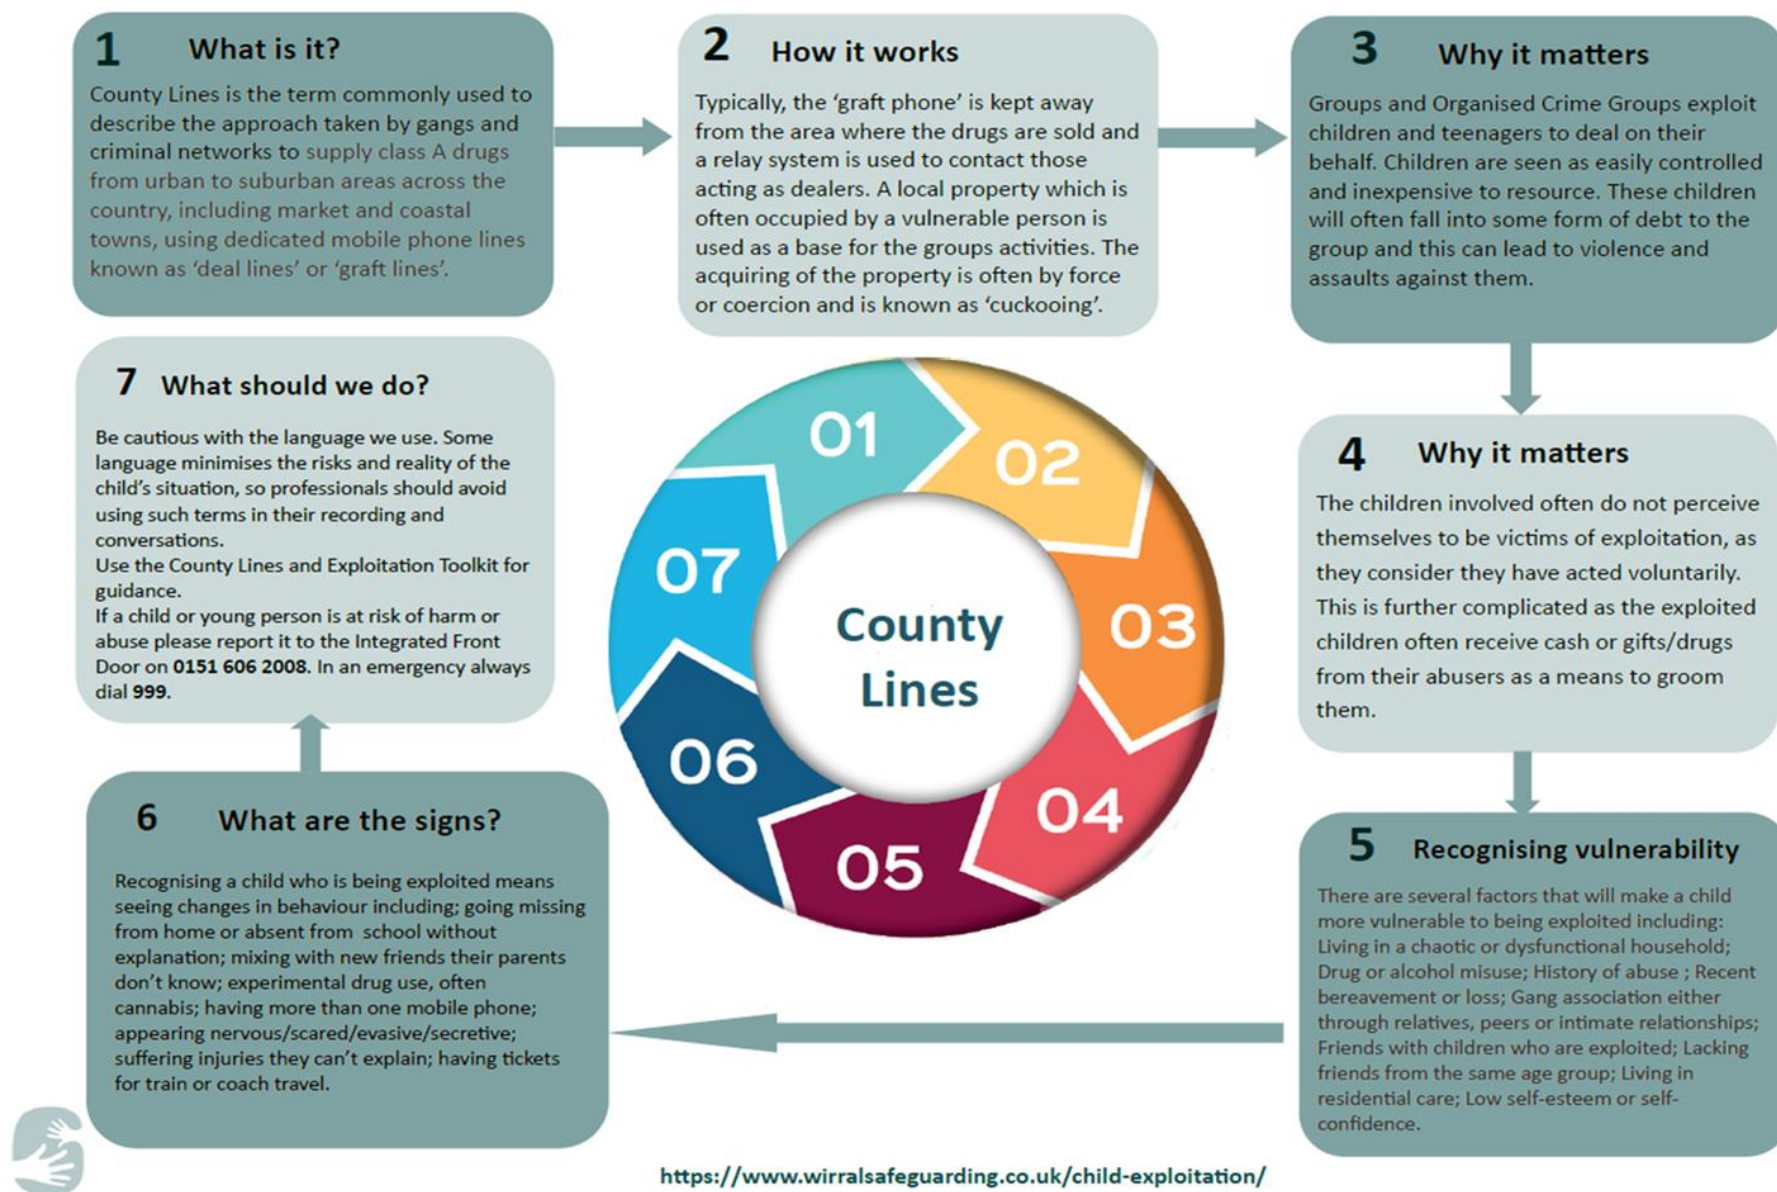 1 What is it?
County Lines is the term commonly used to
describe the approach taken by gangs and
criminal networks to supply class A drugs
from urban to suburban areas across the
country, including market and coastal
towns, using dedicated mobile phone lines
known as ‘deal lines’ or ‘graft lines’.
2 How it works
Typically, the ‘graft phone’ is kept away
from the area where the drugs are sold and
a relay system is used to contact those
acting as dealers. A local property which is
often occupied by a vulnerable person is
used as a base for the groups activities. The
acquiring of the property is often by force
or coercion and is known as ‘cuckooing’.
3 Why it matters
Groups and Organised Crime Groups exploit
children and teenagers to deal on their
behalf. Children are seen as easily controlled
and inexpensive to resource. These children
will often fall into some form of debt to the
group and this can lead to violence and
assaults against them.
4 Why it matters
The children involved often do not perceive
themselves to be victims of exploitation, as
they consider they have acted voluntarily.
This is further complicated as the exploited
children often receive cash or gifts/drugs
from their abusers as a means to groom
them.
5 Recognising vulnerability
There are several factors that will make a child
more vulnerable to being exploited including:
Living in a chaotic or dysfunctional household;
Drug or alcohol misuse; History of abuse ; Recent
bereavement or loss; Gang association either
through relatives, peers or intimate relationships;
Friends with children who are exploited; Lacking
friends from the same age group; Living in
residential care; Low self-esteem or self-
confidence.
6 What are the signs?
Recognising a child who is being exploited means
seeing changes in behaviour including; going missing
from home or absent from school without
explanation; mixing with new friends their parents
don’t know; experimental drug use, often
cannabis; having more than one mobile phone;
appearing nervous/scared/evasive/secretive;
suffering injuries they can’t explain; having tickets
for train or coach travel.
7 What should we do?
Be cautious with the language we use. Some
language minimises the risks and reality of the
child’s situation, so professionals should avoid
using such terms in their recording and
conversations.
Use the County Lines and Exploitation Toolkit for
guidance.
If a child or young person is at risk of harm or
abuse please report it to the Integrated Front
Door on 0151 606 2008. In an emergency always
dial 999.
01
02
03
04
05
06
07
County
Lines
https://www.wirralsafeguarding.co.uk/child-exploitation/